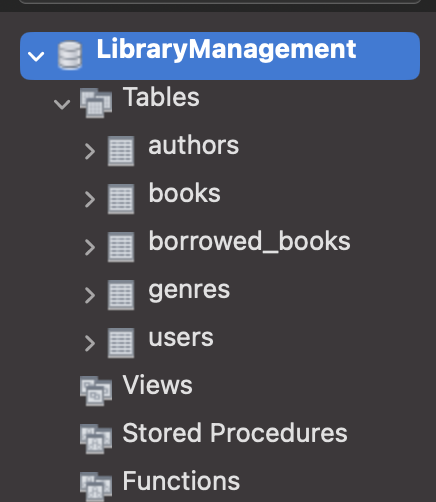 LibraryManagement
Tables
authors
books
borrowed_books
genres
users
Views
Stored Procedures
Functions